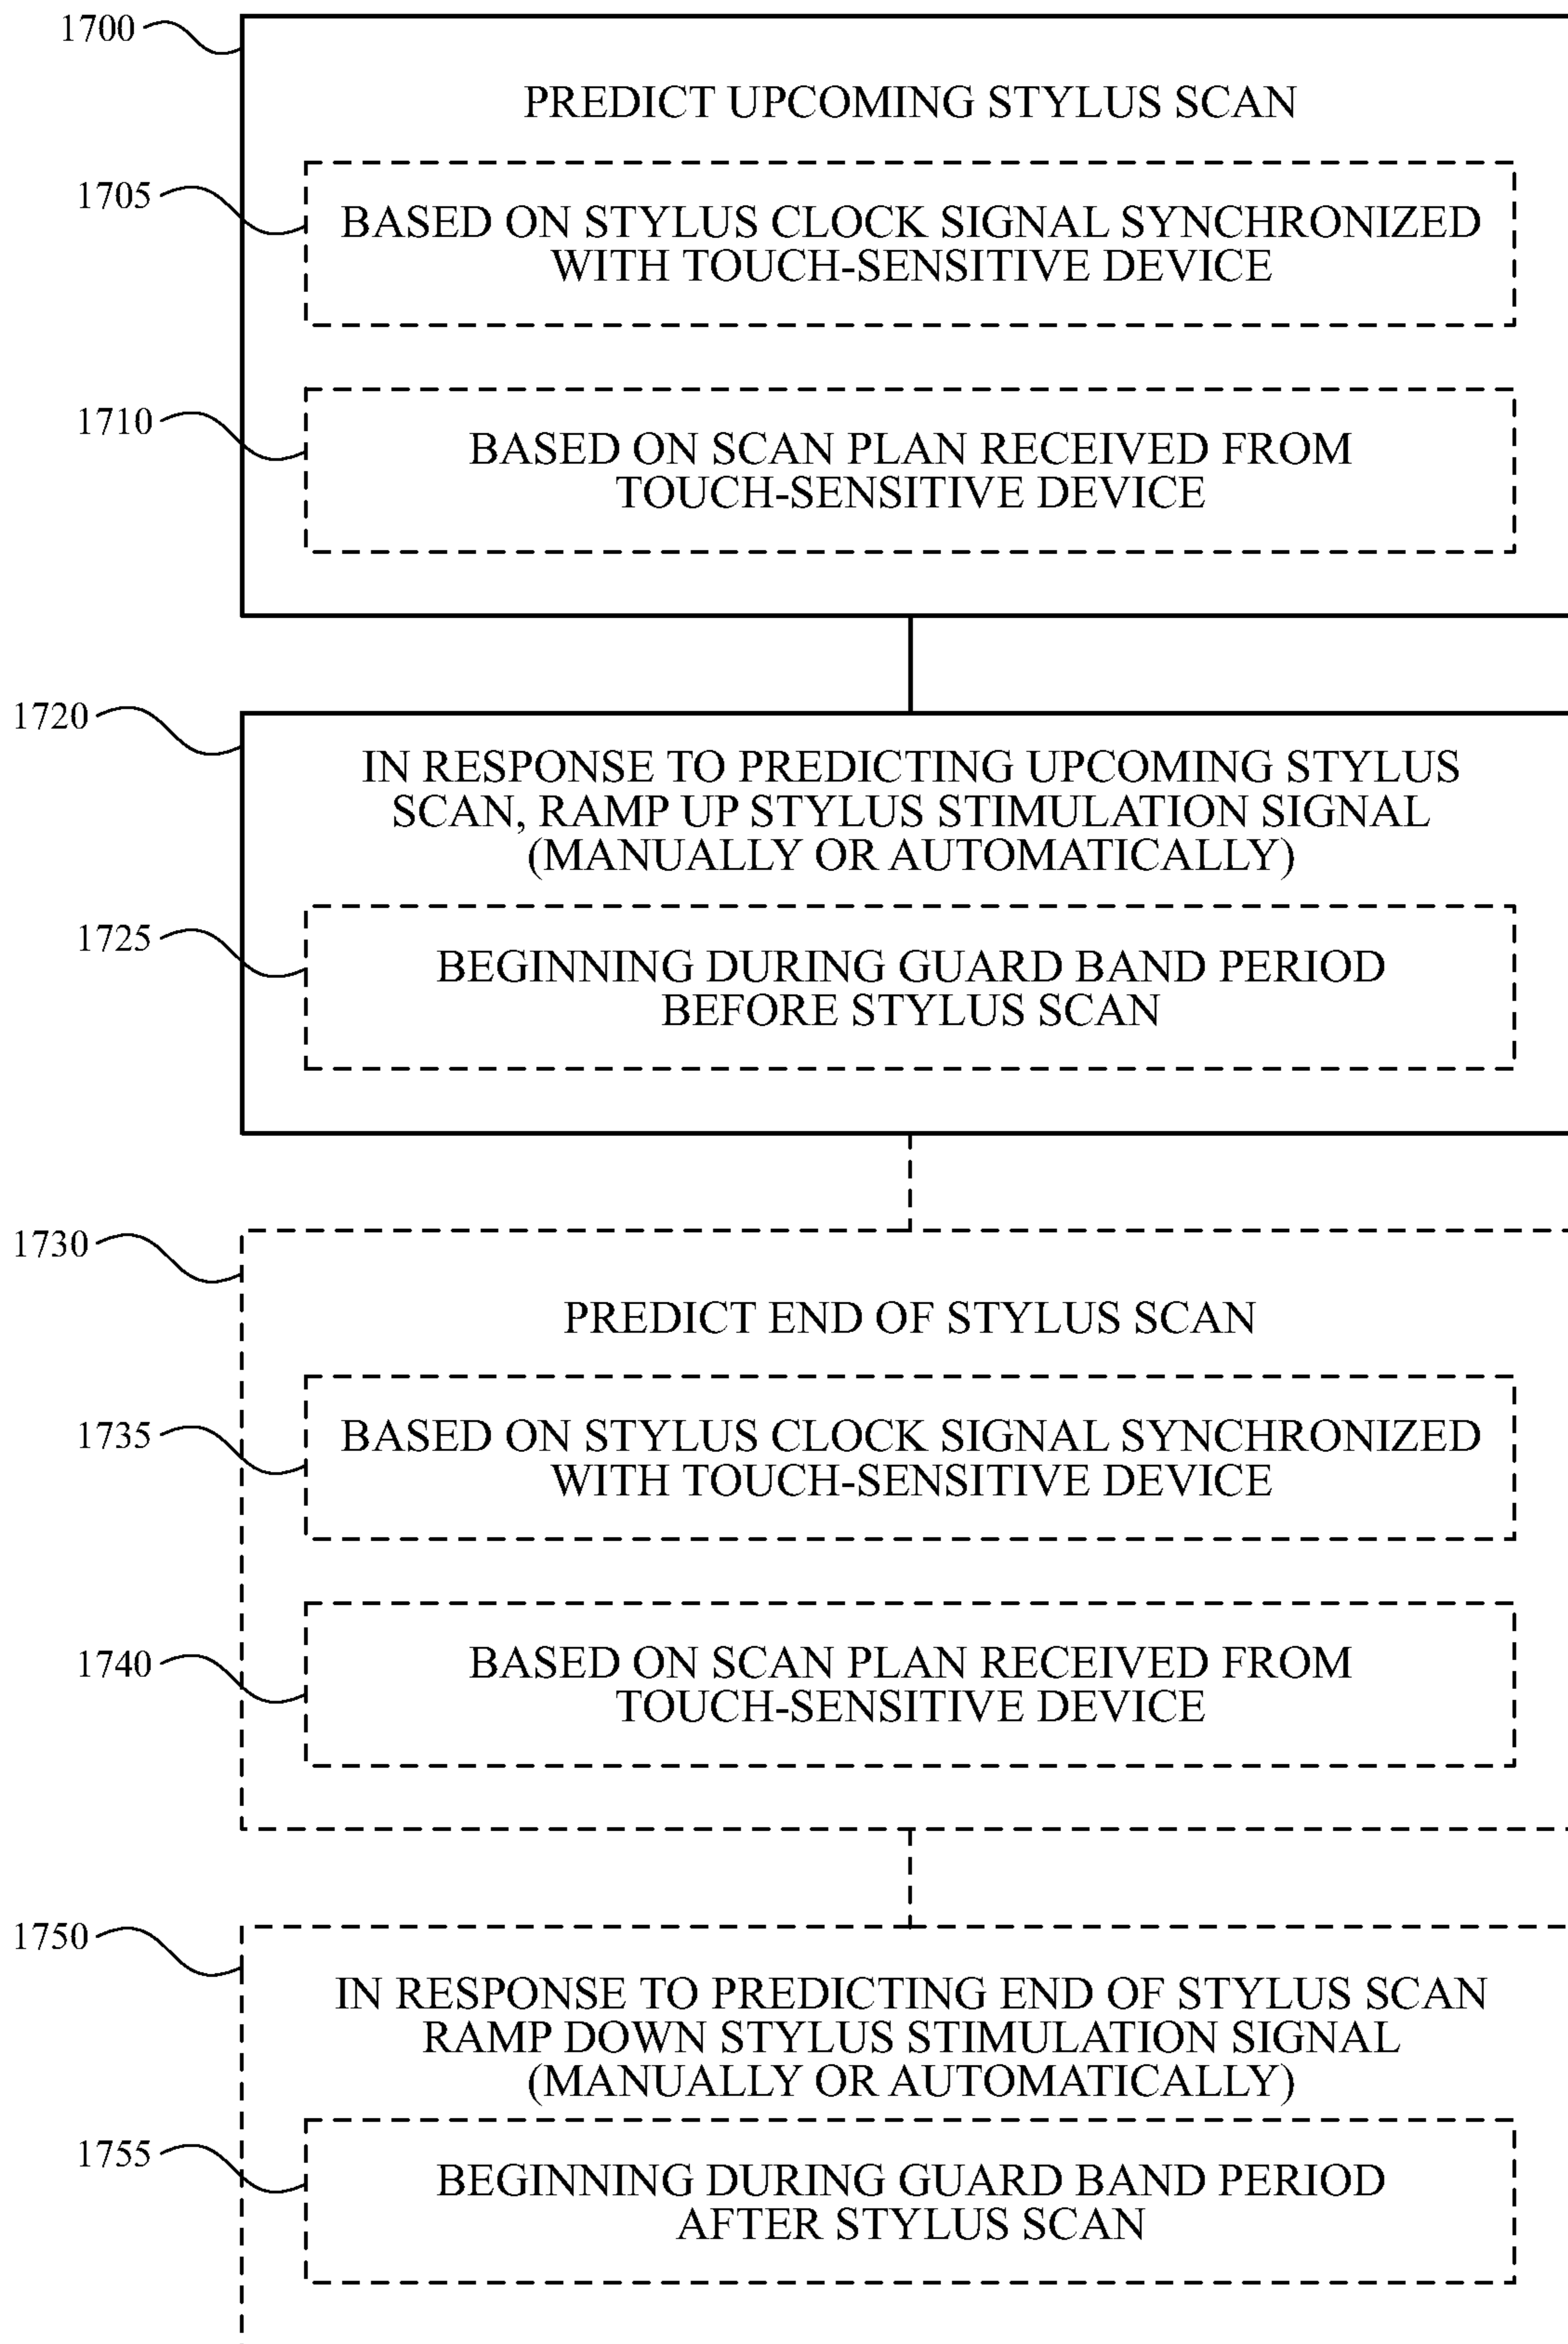 1700
PREDICT UPCOMING STYLUS SCAN
1705
BASED ON STYLUS CLOCK SIGNAL SYNCHRONIZED
WITH TOUCH-SENSITIVE DEVICE
1710
BASED ON SCAN PLAN RECEIVED FROM
TOUCH-SENSITIVE DEVICE
1720
IN RESPONSE TO PREDICTING UPCOMING STYLUS
SCAN, RAMP UP STYLUS STIMULATION SIGNAL
(MANUALLY OR AUTOMATICALLY)
1725
BEGINNING DURING GUARD BAND PERIOD
BEFORE STYLUS SCAN
1730
PREDICT END OF STYLUS SCAN
1735
BASED ON STYLUS CLOCK SIGNAL SYNCHRONIZED
WITH TOUCH-SENSITIVE DEVICE
1740
BASED ON SCAN PLAN RECEIVED FROM
TOUCH-SENSITIVE DEVICE
1750
IN RESPONSE TO PREDICTING END OF STYLUS SCAN
RAMP DOWN STYLUS STIMULATION SIGNAL
(MANUALLY OR AUTOMATICALLY)
1755
BEGINNING DURING GUARD BAND PERIOD
AFTER STYLUS SCAN